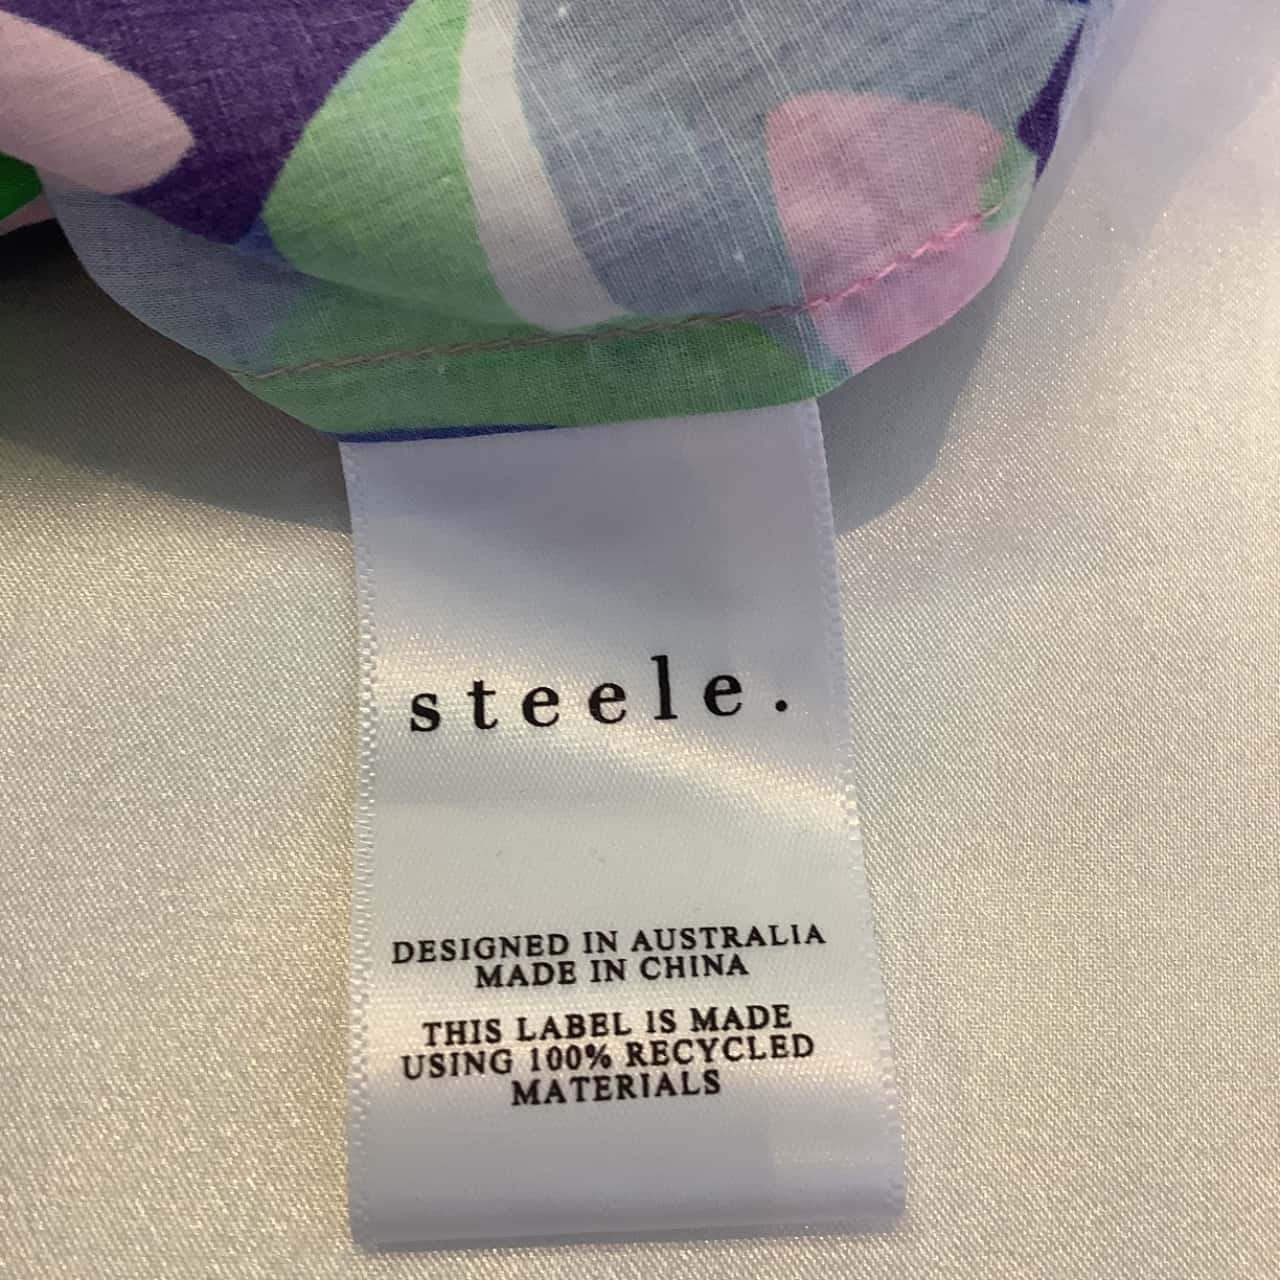 steele.
DESIGNED IN AUSTRALIA
MADE IN CHINA
THIS LABEL IS MADE
USING 100% RECYCLED
MATERIALS